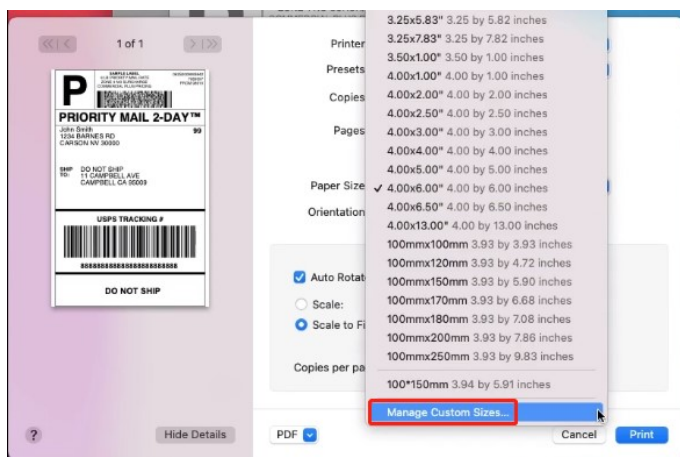 1 of 1
SAMPLE LABEL
P
PRIORITY MAIL 2-DAY™
John Smith 99
1234 BARNES RD
CARSON NV 30000
SHIP TO: DO NOT SHIP
11 CAMPBELL AVE
CAMPBELL CA 95009
USPS TRACKING #
DO NOT SHIP
? Hide Details
Printer
Presets
Copies
Pages
Paper Size
Orientation
Auto Rotat
Scale:
Scale to Fi
Copies per pa
3.25x5.83" 3.25 by 5.82 inches
3.25x7.83" 3.25 by 7.82 inches
3.50x1.00" 3.50 by 1.00 inches
4.00x1.00" 4.00 by 1.00 inches
4.00x2.00" 4.00 by 2.00 inches
4.00x2.50" 4.00 by 2.50 inches
4.00x3.00" 4.00 by 3.00 inches
4.00x4.00" 4.00 by 4.00 inches
4.00x5.00" 4.00 by 5.00 inches
✓ 4.00x6.00" 4.00 by 6.00 inches
4.00x6.50" 4.00 by 6.50 inches
4.00x13.00" 4.00 by 13.00 inches
100mmx100mm 3.93 by 3.93 inches
100mmx120mm 3.93 by 4.72 inches
100mmx150mm 3.93 by 5.90 inches
100mmx170mm 3.93 by 6.68 inches
100mmx180mm 3.93 by 7.08 inches
100mmx200mm 3.93 by 7.86 inches
100mmx250mm 3.93 by 9.83 inches
100*150mm 3.94 by 5.91 inches
Manage Custom Sizes...
PDF Cancel Print